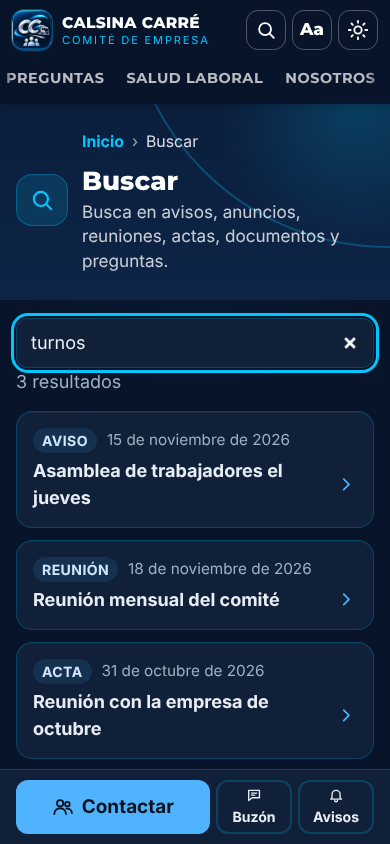 CALSINA CARRÉ
COMITÉ DE EMPRESA
Aa
PREGUNTAS SALUD LABORAL NOSOTROS
Inicio › Buscar
Buscar
Busca en avisos, anuncios,
reuniones, actas, documentos y
preguntas.
turnos
3 resultados
AVISO 15 de noviembre de 2026
Asamblea de trabajadores el
jueves
REUNIÓN 18 de noviembre de 2026
Reunión mensual del comité
ACTA 31 de octubre de 2026
Reunión con la empresa de
octubre
Contactar
Buzón
Avisos